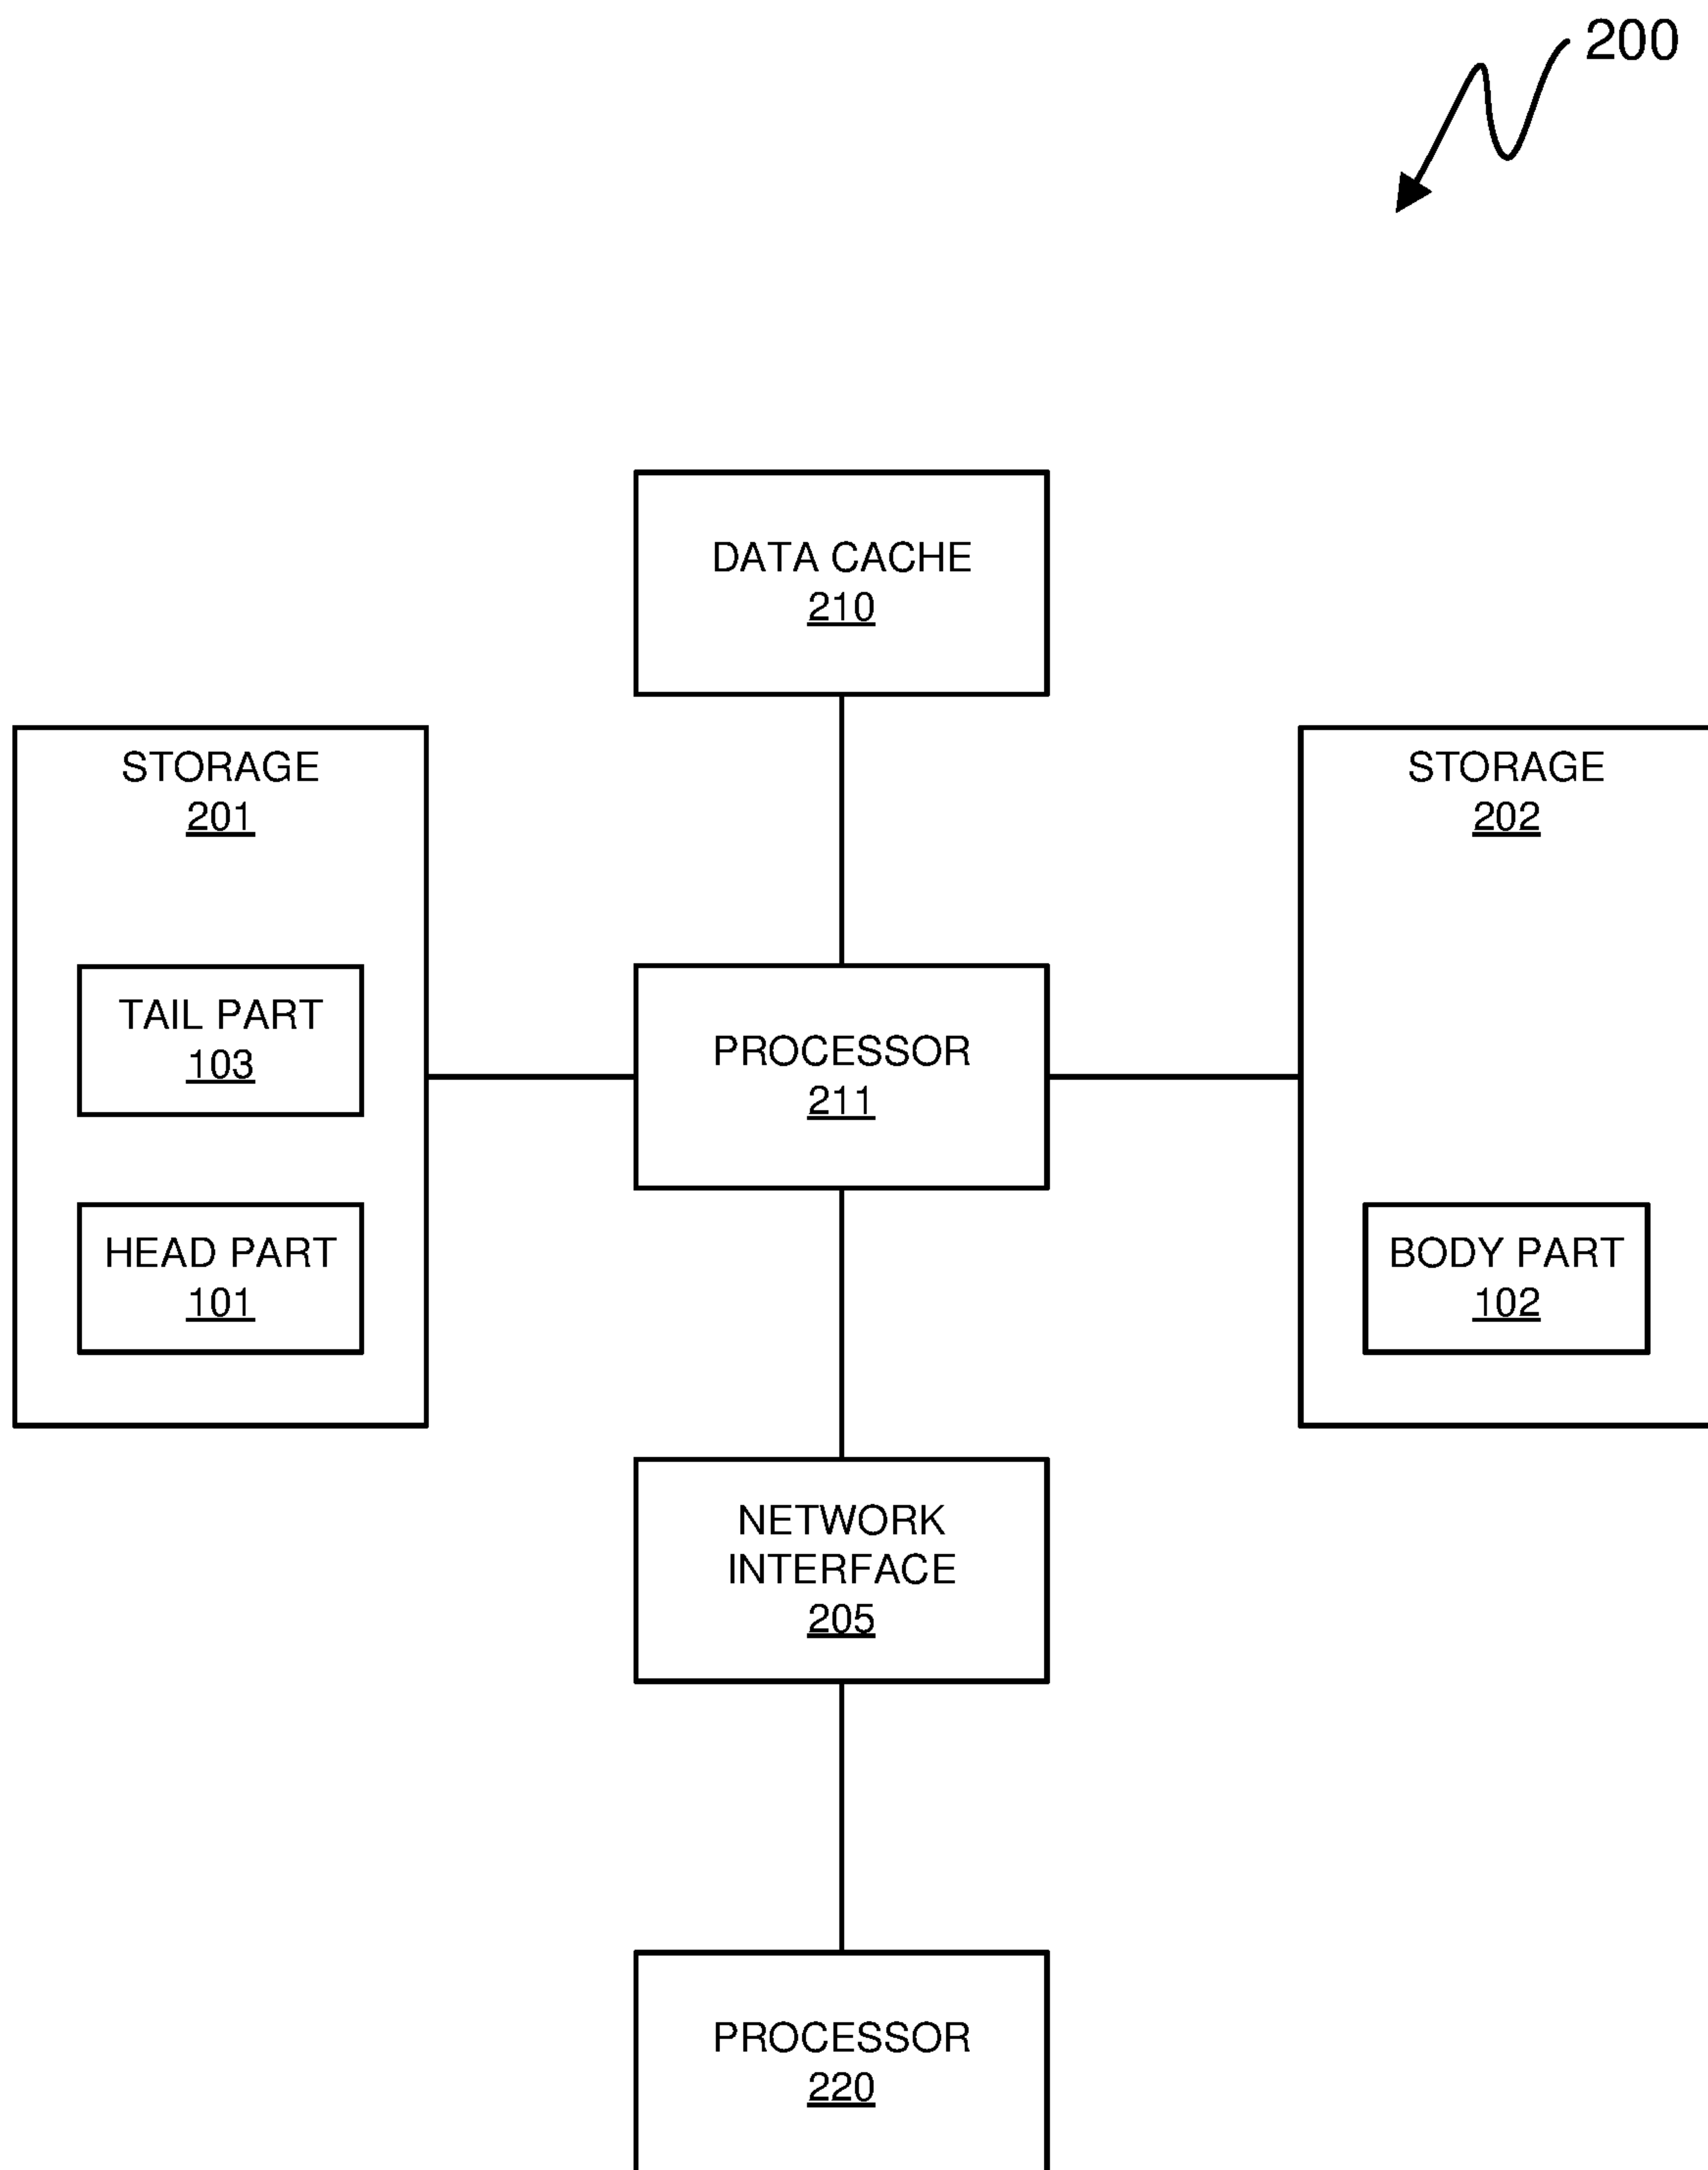 200
DATA CACHE
210
STORAGE
201
STORAGE
202
TAIL PART
103
PROCESSOR
211
HEAD PART
101
BODY PART
102
NETWORK
INTERFACE
205
PROCESSOR
220